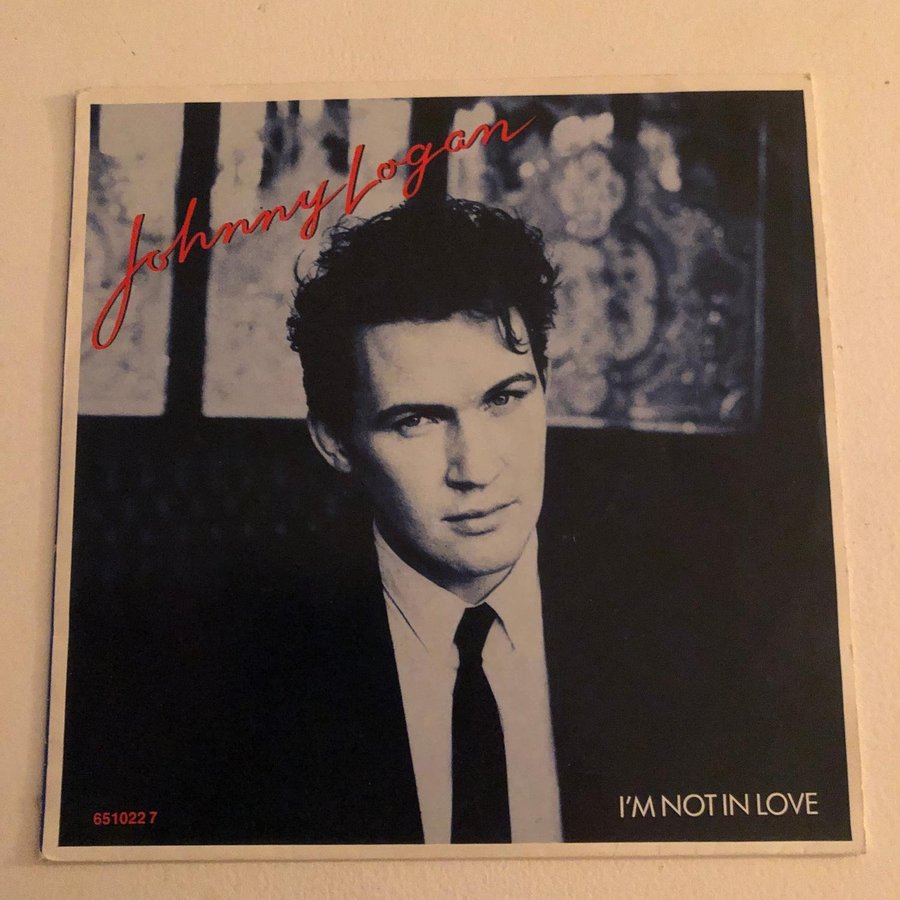 Johnny Logan
651022 7
I'M NOT IN LOVE